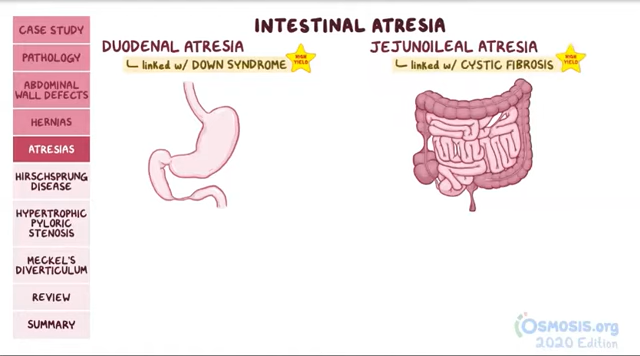 INTESTINAL ATRESIA
DUODENAL ATRESIA
linked w/ DOWN SYNDROME
HIGH
YIELD
JEJUNOILEAL ATRESIA
linked w/ CYSTIC FIBROSIS
HIGH
YIELD
CASE STUDY
PATHOLOGY
ABDOMINAL
WALL DEFECTS
HERNIAS
ATRESIAS
HIRSCHSPRUNG
DISEASE
HYPERTROPHIC
PYLORIC
STENOSIS
MECKEL'S
DIVERTICULUM
REVIEW
SUMMARY
OSMOSIS.org
2020 Edition